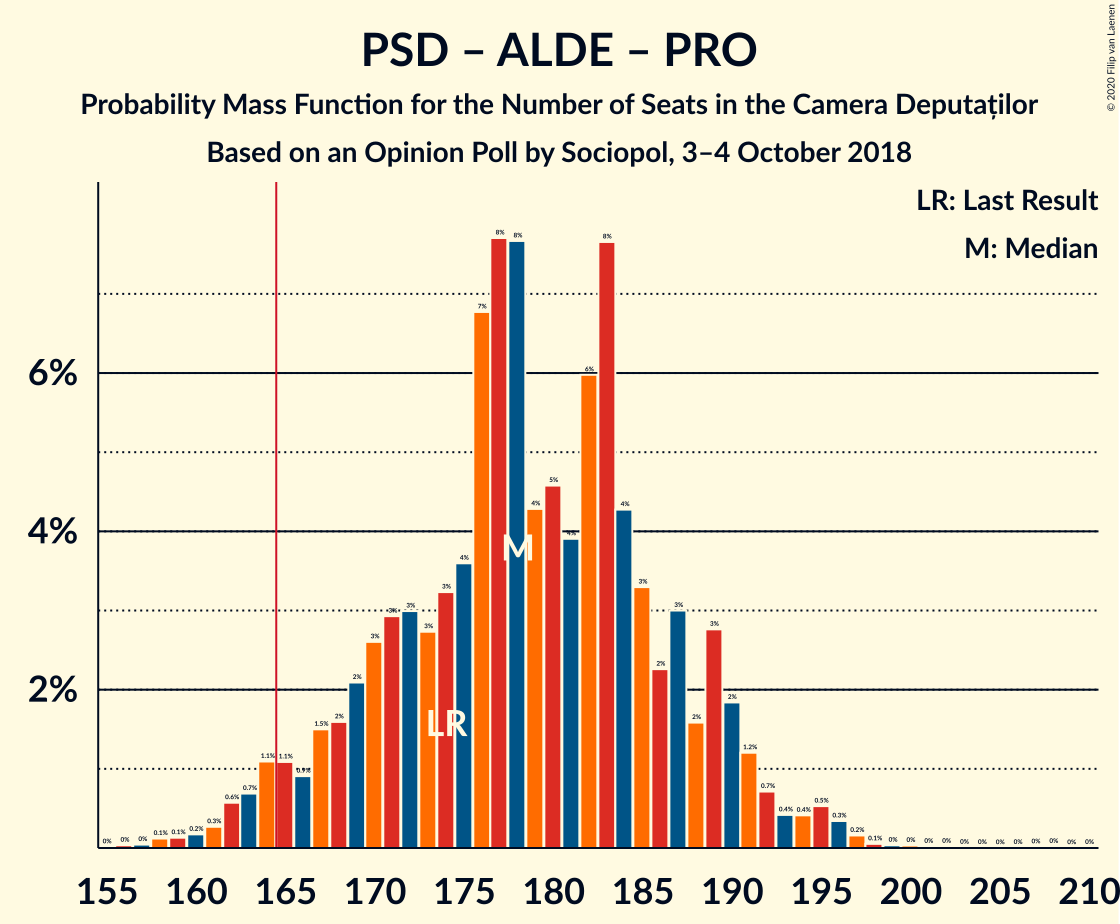 PSD – ALDE – PRO
Probability Mass Function for the Number of Seats in the Camera Deputaților
Based on an Opinion Poll by Sociopol, 3–4 October 2018
© 2020 Filip van Laenen
LR: Last Result
M: Median
6%
4%
2%
0% 0% 0% 0.1% 0.1% 0.2% 0.3% 0.6% 0.7% 1.1% 1.1% 0.9% 1.5% 2% 2% 3% 3% 3% 3% 3% 4% 7% 8% 8% 4% 5% 4% 6% 8% 4% 3% 2% 3% 2% 3% 2% 1.2% 0.7% 0.4% 0.4% 0.5% 0.3% 0.2% 0.1% 0% 0% 0% 0% 0% 0% 0% 0% 0% 0% 0% 0%
M
LR
155 160 165 170 175 180 185 190 195 200 205 210